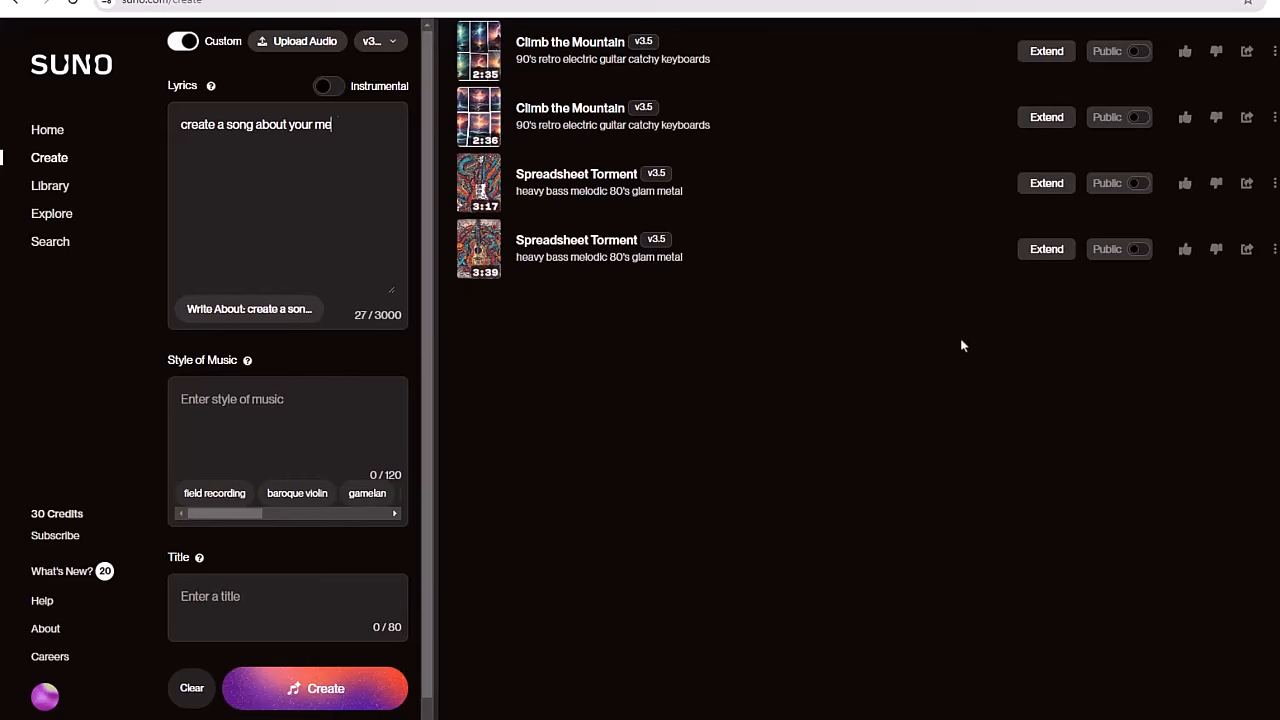 suno.com/create
SUNO
Home
Create
Library
Explore
Search
30 Credits
Subscribe
What's New? 20
Help
About
Careers
Custom
Upload Audio
v3...
Lyrics
Instrumental
create a song about your me
Write About: create a son...
27 / 3000
Style of Music
Enter style of music
0 / 120
field recording
baroque violin
gamelan
Title
Enter a title
0 / 80
Clear
Create
2:35
Climb the Mountain v3.5
90's retro electric guitar catchy keyboards
Extend
Public
2:36
Climb the Mountain v3.5
90's retro electric guitar catchy keyboards
Extend
Public
3:17
Spreadsheet Torment v3.5
heavy bass melodic 80's glam metal
Extend
Public
3:39
Spreadsheet Torment v3.5
heavy bass melodic 80's glam metal
Extend
Public